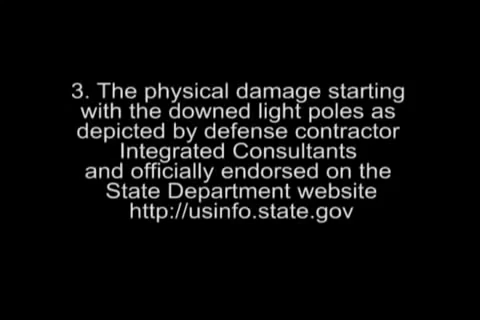 3. The physical damage starting
with the downed light poles as
depicted by defense contractor
Integrated Consultants
and officially endorsed on the
State Department website
http://usinfo.state.gov